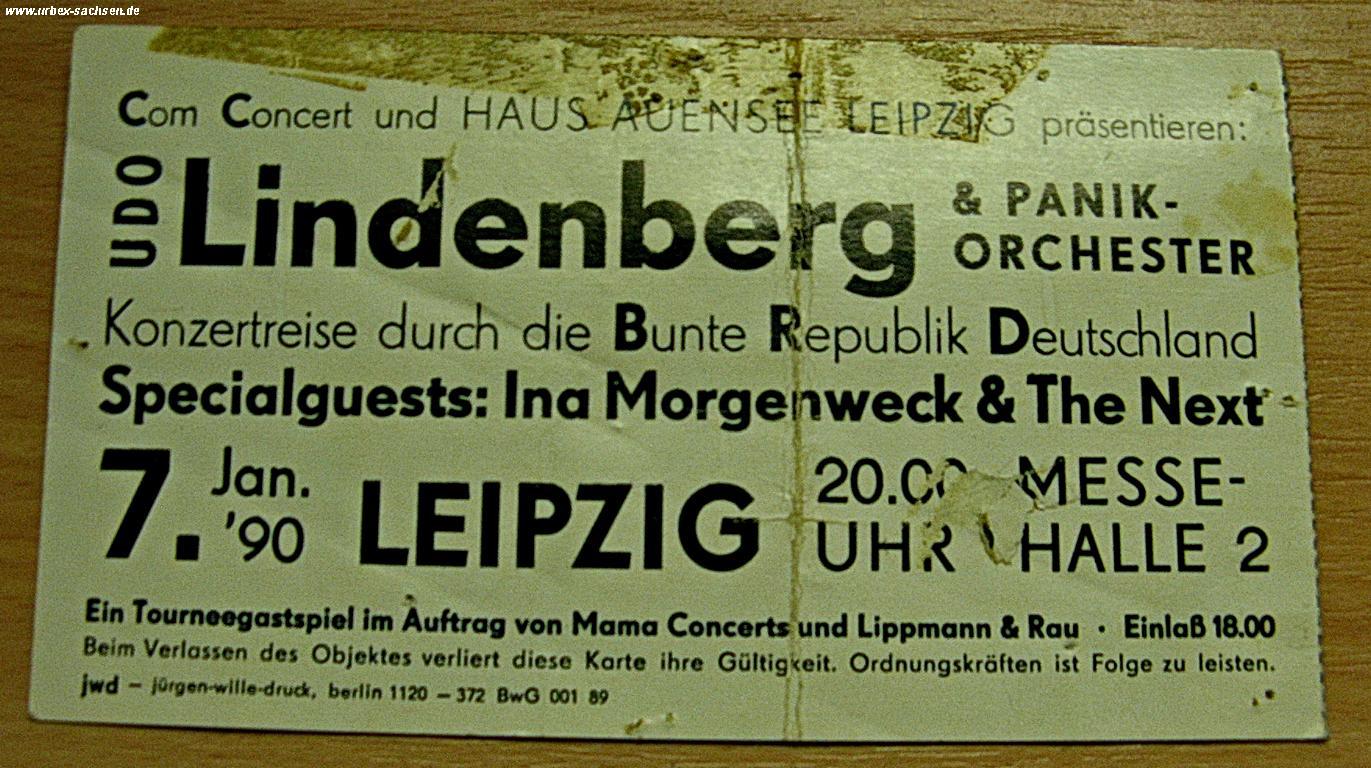 www.urbex-sachsen.de
Com Concert und HAUS AUENSEE LEIPZIG präsentieren:
UDO Lindenberg & PANIK-
ORCHESTER
Konzertreise durch die Bunte Republik Deutschland
Specialguests: Ina Morgenweck & The Next
7. Jan. '90 LEIPZIG 20.00 UHR MESSE-
HALLE 2
Ein Tourneegastspiel im Auftrag von Mama Concerts und Lippmann & Rau · Einlaß 18.00
Beim Verlassen des Objektes verliert diese Karte ihre Gültigkeit. Ordnungskräften ist Folge zu leisten.
jwd – jürgen-wille-druck, berlin 1120 – 372 BwG 001 89